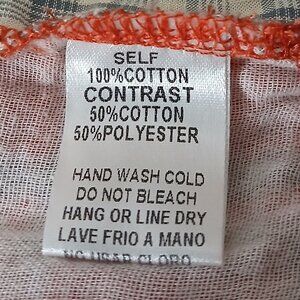 SELF
100%COTTON
CONTRAST
50%COTTON
50%POLYESTER
HAND WASH COLD
DO NOT BLEACH
HANG OR LINE DRY
LAVE FRIO A MANO